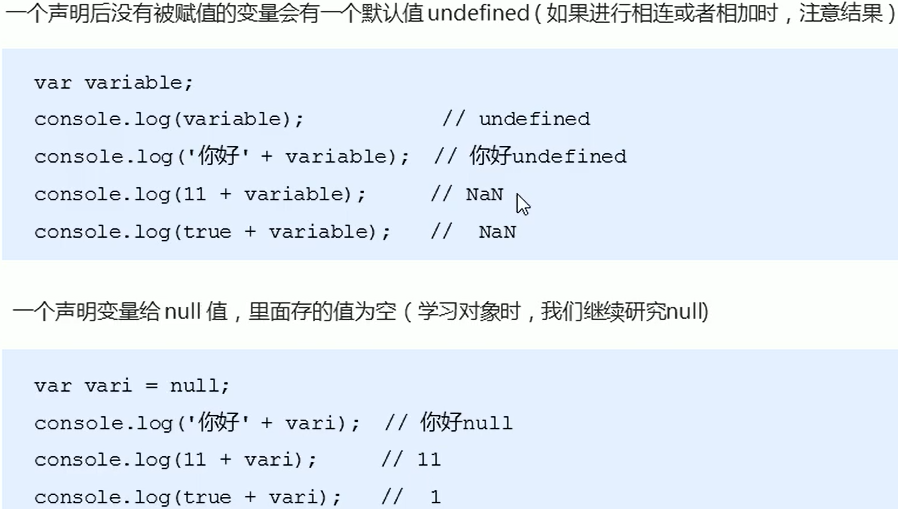 一个声明后没有被赋值的变量会有一个默认值 undefined ( 如果进行相连或者相加时，注意结果 ）
var variable;
console.log(variable);  // undefined
console.log('你好' + variable);  // 你好undefined
console.log(11 + variable);  // NaN
console.log(true + variable);  //  NaN
一个声明变量给 null 值，里面存的值为空（ 学习对象时，我们继续研究null)
var vari = null;
console.log('你好' + vari);  // 你好null
console.log(11 + vari);  // 11
console.log(true + vari);  //  1